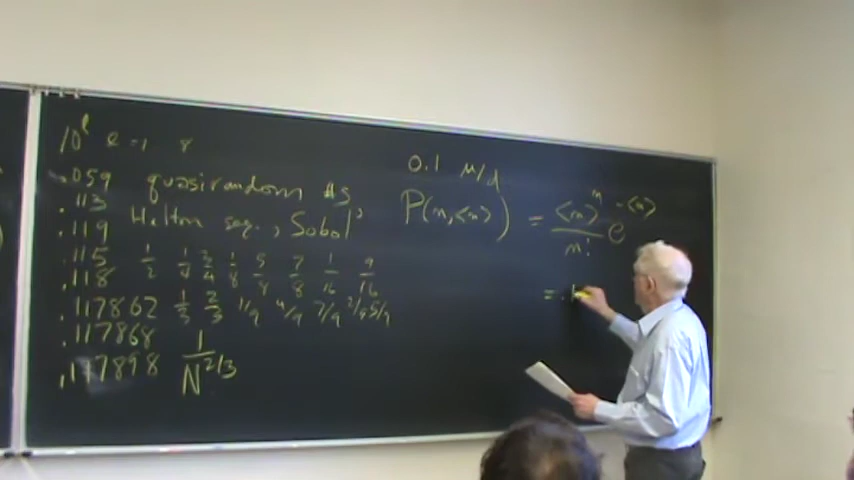 10^l l = 1 8
.059 quasirandom #s
.113 Halton seq., Sobol'
.119
.115 1/2 1/4 3/4 1/8 5/8 7/8 1/16 9/16
.118
.117862 1/3 2/3 1/9 4/9 7/9 2/9 5/9
.117868
.117898 1/N^{2/3}
0.1 μ/d
P(n,<n>) = <n>^n/n! e^{-<n>}
= .1